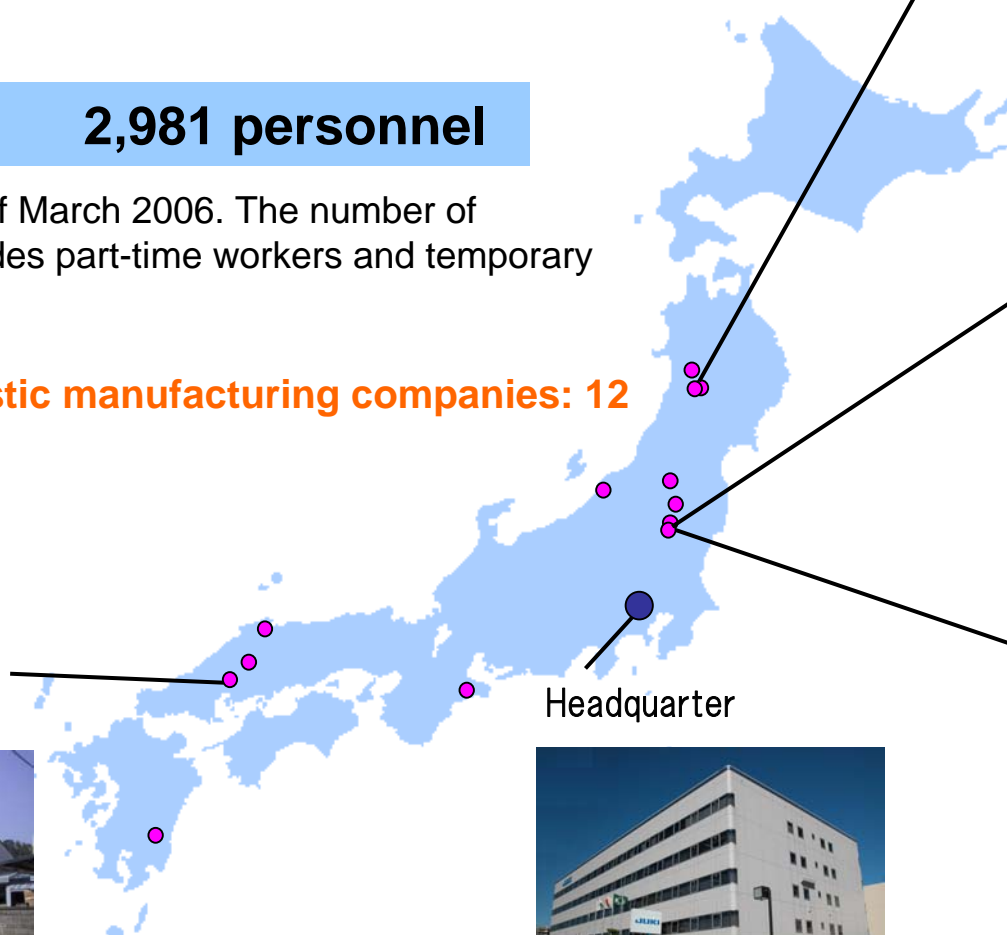 2,981 personnel
f March 2006. The number of
des part-time workers and temporary
stic manufacturing companies: 12
Headquarter
JUKI